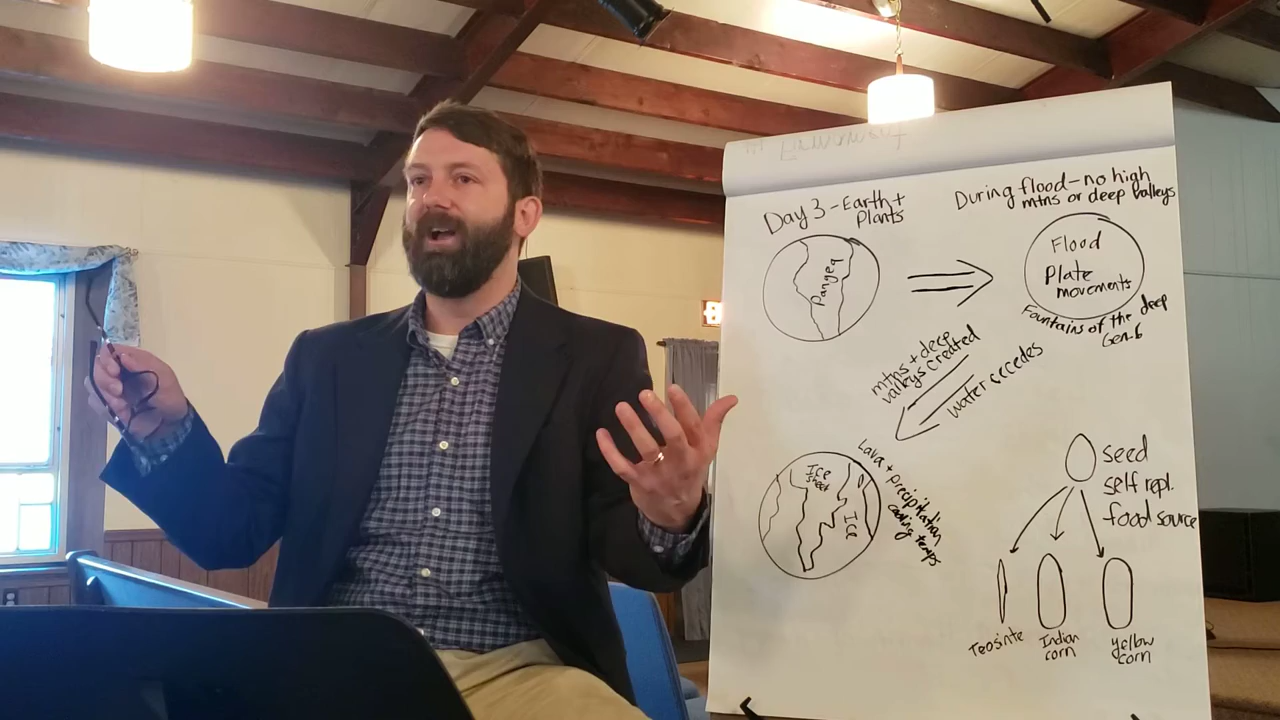 Day 3 - Earth +
Plants
Pangea
During flood - no high
mtns or deep valleys
Flood
Plate
movements
Fountains of the deep
Gen. 6
mtns + deep
valleys created
water recedes
Ice
sheet
Ice
Lava + precipitation
cooling temps
seed
self repl.
food source
Teosinte
Indian
corn
yellow
corn